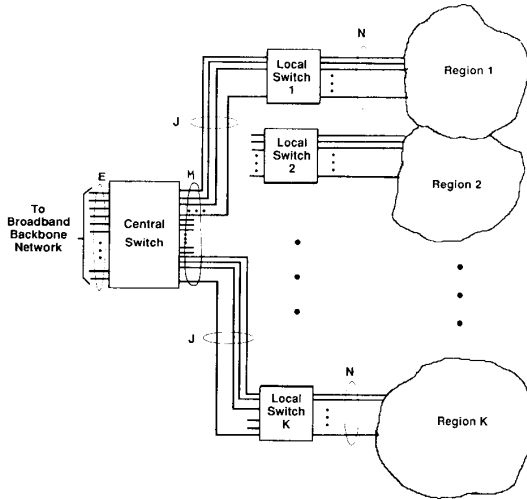 N
Local
Switch
1
Region 1
J
Local
Switch
2
Region 2
E
M
To
Broadband
Backbone
Network
Central
Switch
J
N
Local
Switch
K
Region K